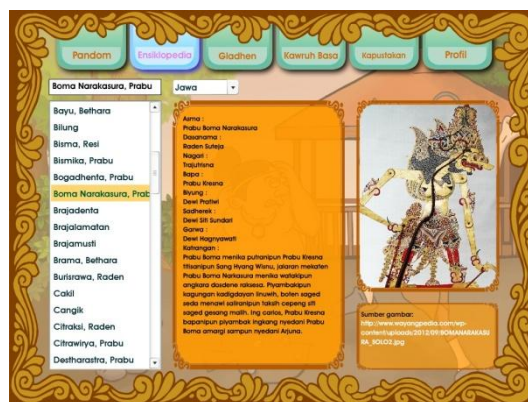 Pandom
Ensiklopedia
Gladhen
Kawruh Basa
Kapustakan
Profil
Boma Narakasura, Prabu
Jawa
Bayu, Bethara
Bilung
Bisma, Resi
Bismika, Prabu
Bogadhenta, Prabu
Boma Narakasura, Prab
Brajadenta
Brajalamatan
Brajamusti
Brama, Bethara
Burisrawa, Raden
Cakil
Cangik
Citraksi, Raden
Citrawirya, Prabu
Destharastra, Prabu
Asma :
Prabu Boma Narakasura
Dasanama :
Raden Suteja
Nagari :
Trajutrisna
Bapa :
Prabu Kresna
Biyung :
Dewi Pratiwi
Sadherek :
Dewi Siti Sundari
Garwa :
Dewi Hagnyawati
Katrangan :
Prabu Boma menika putranipun Prabu Kresna
titisanipun Sang Hyang Wisnu, jalaran mekaten
Prabu Boma Narkasura menika watakipun
angkara dasdene raksesa. Piyambakipun
kagungan kadigdayan linuwih, boten saged
seda menawi saliranipun taksih cepeng siti
saged gesang malih. Ing carios, Prabu Kresna
bapanipun piyambak ingkang nyedani Prabu
Boma amargi sampun nyedani Arjuna.
Sumber gambar:
http://www.wayangpedia.com/wp-
content/uploads/2012/09/BOMANARAKASU
RA_SOLO2.jpg